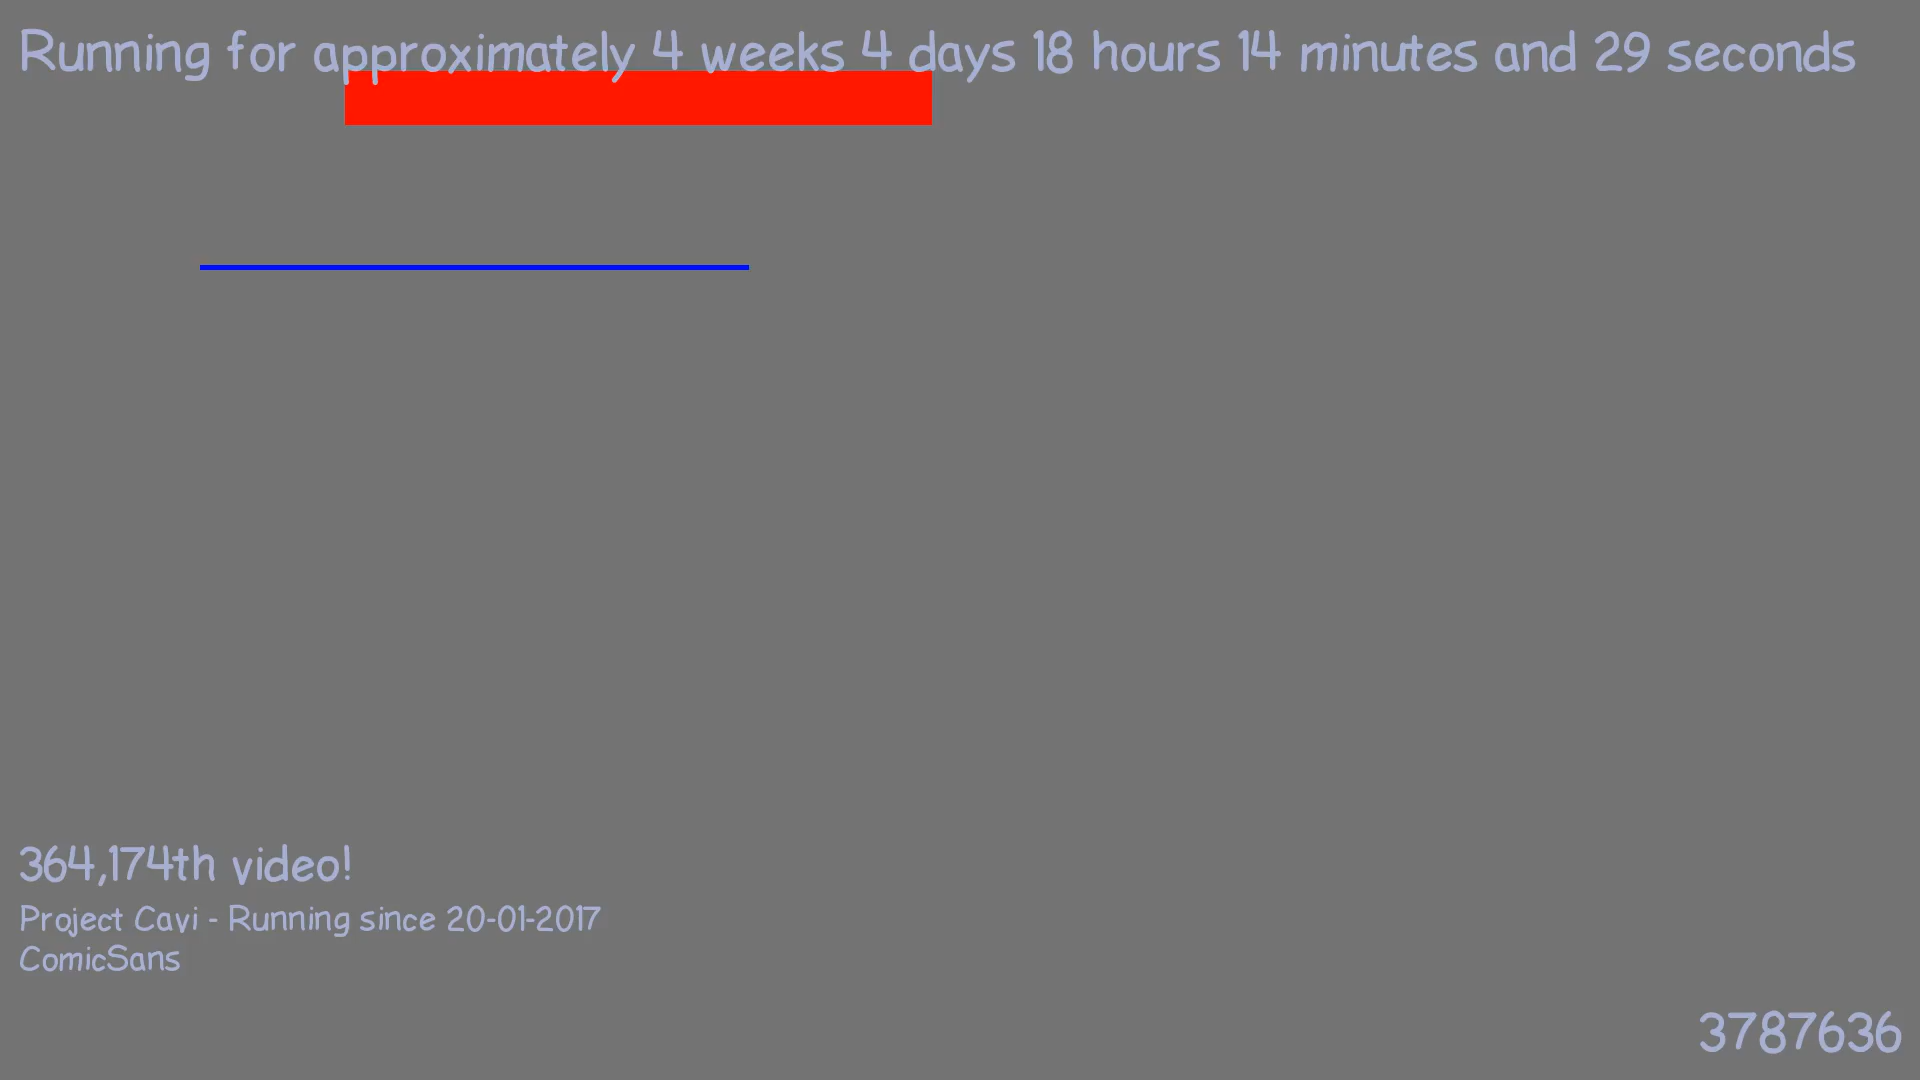 Running for approximately 4 weeks 4 days 18 hours 14 minutes and 29 seconds
364,174th video!
Project Cavi - Running since 20-01-2017
ComicSans
3787636